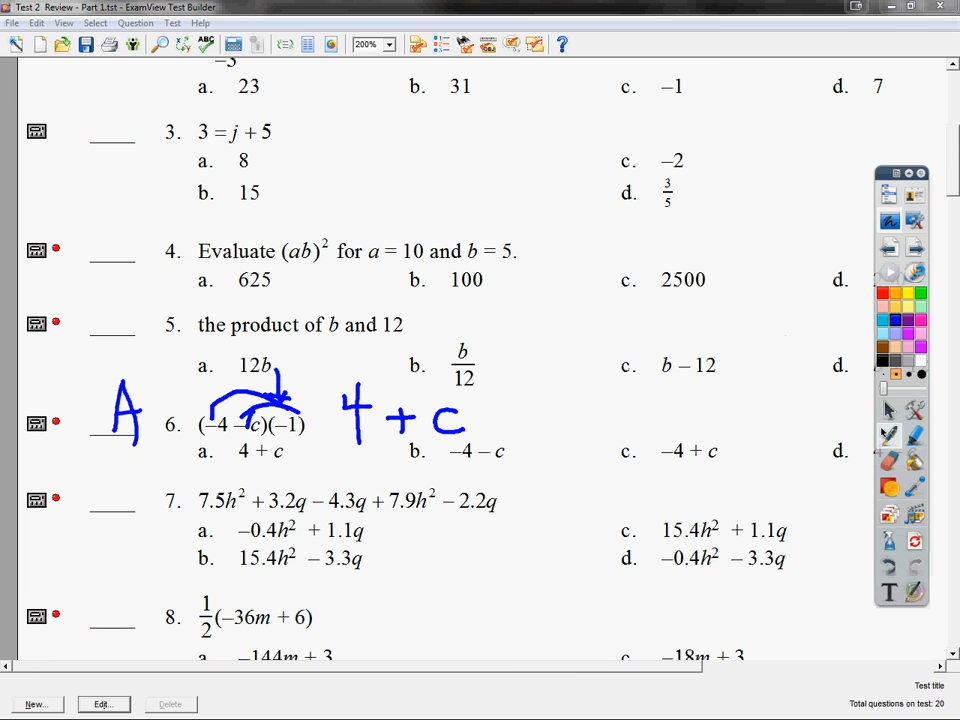 Test 2 Review - Part 1.tst - ExamView Test Builder
File Edit View Select Question Test Help
200%
−3
a. 23 b. 31 c. −1 d. 7
3. 3 = j + 5
a. 8 c. −2
b. 15 d. 3/5
4. Evaluate (ab)² for a = 10 and b = 5.
a. 625 b. 100 c. 2500 d.
5. the product of b and 12
a. 12b b. b/12 c. b − 12 d.
A 6. (−4 − c)(−1) 4 + c
a. 4 + c b. −4 − c c. −4 + c d.
7. 7.5h² + 3.2q − 4.3q + 7.9h² − 2.2q
a. −0.4h² + 1.1q c. 15.4h² + 1.1q
b. 15.4h² − 3.3q d. −0.4h² − 3.3q
8. 1/2(−36m + 6)
a. −144m + 3 c. −18m + 3
Test title
New... Edit... Delete Total questions on test: 20